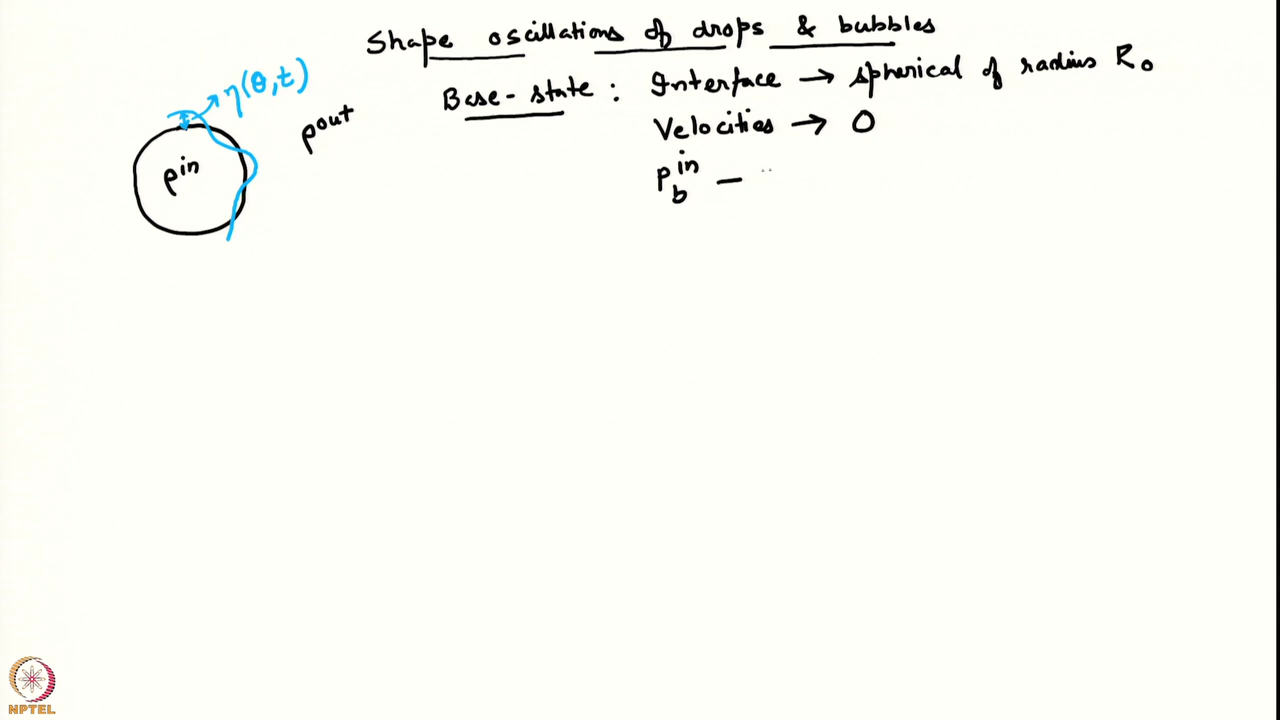 Shape oscillations of drops & bubbles
Base-state : Interface → spherical of radius R₀
Velocities → 0
P_b^in –
η(θ,t)
ρ^out
ρ^in
NPTEL